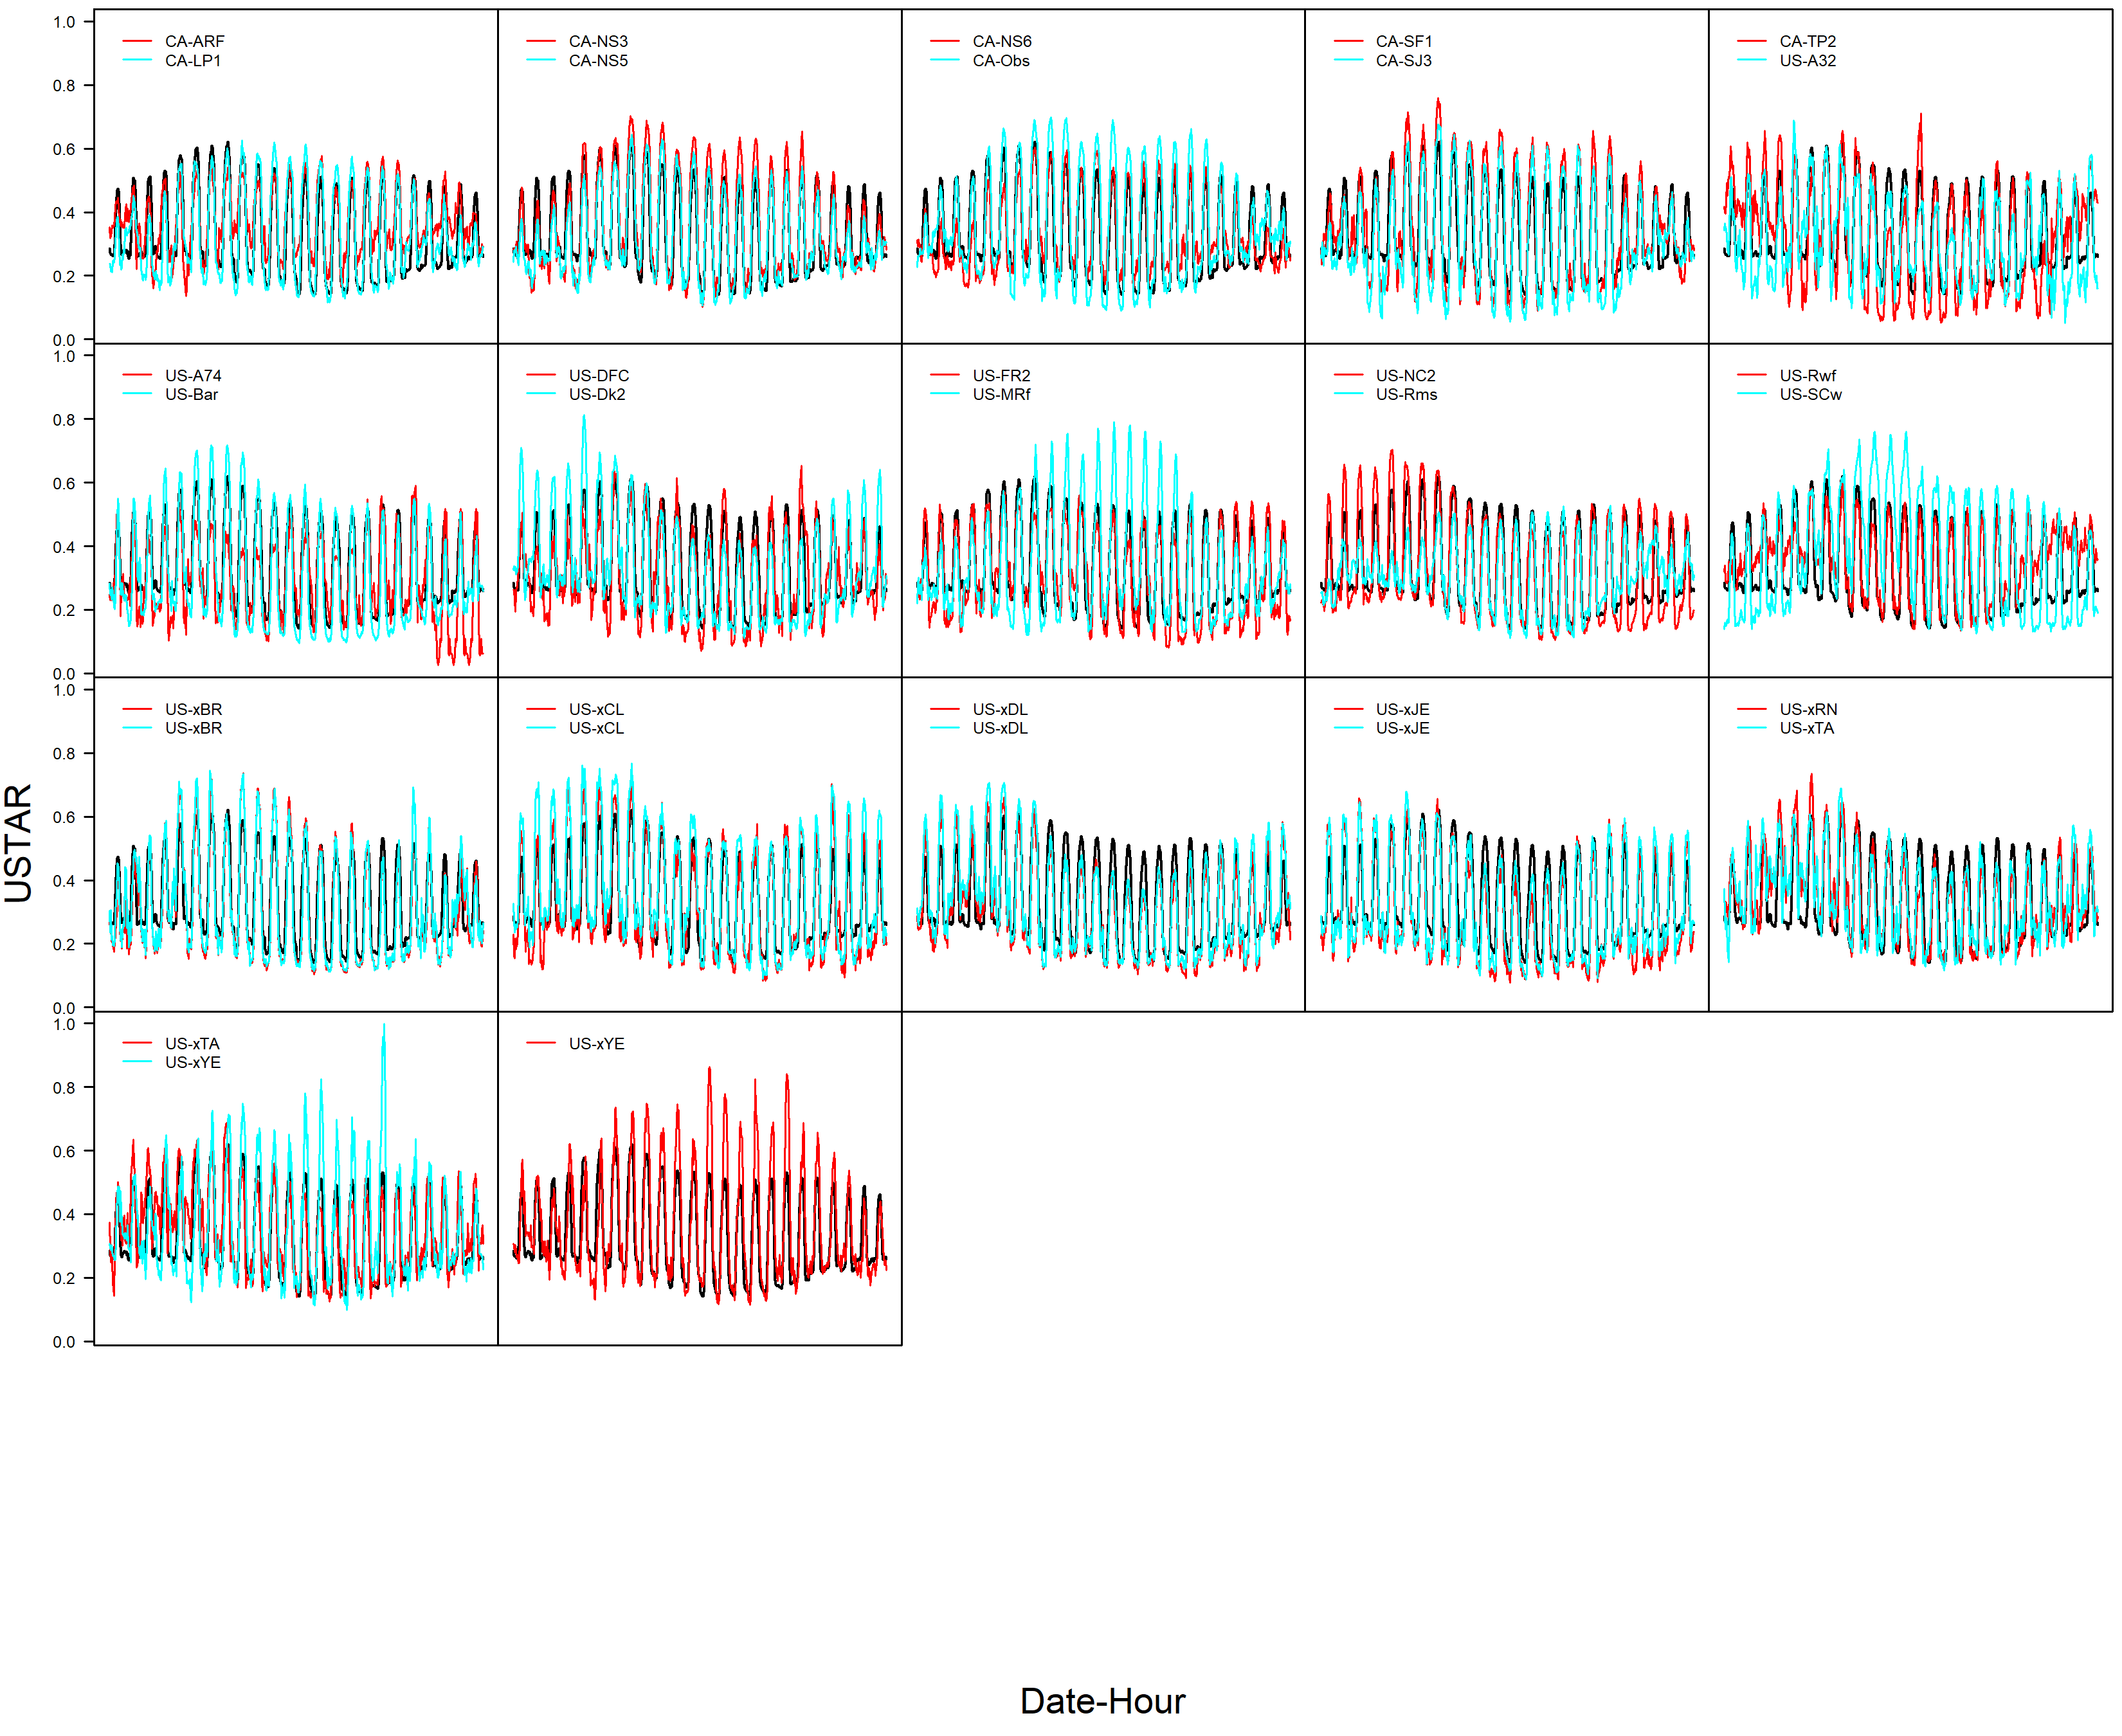 USTAR
1.0
0.8
0.6
0.4
0.2
0.0
CA-ARF
CA-LP1
CA-NS3
CA-NS5
CA-NS6
CA-Obs
CA-SF1
CA-SJ3
CA-TP2
US-A32
1.0
0.8
0.6
0.4
0.2
0.0
US-A74
US-Bar
US-DFC
US-Dk2
US-FR2
US-MRf
US-NC2
US-Rms
US-Rwf
US-SCw
1.0
0.8
0.6
0.4
0.2
0.0
US-xBR
US-xBR
US-xCL
US-xCL
US-xDL
US-xDL
US-xJE
US-xJE
US-xRN
US-xTA
1.0
0.8
0.6
0.4
0.2
0.0
US-xTA
US-xYE
US-xYE
Date-Hour